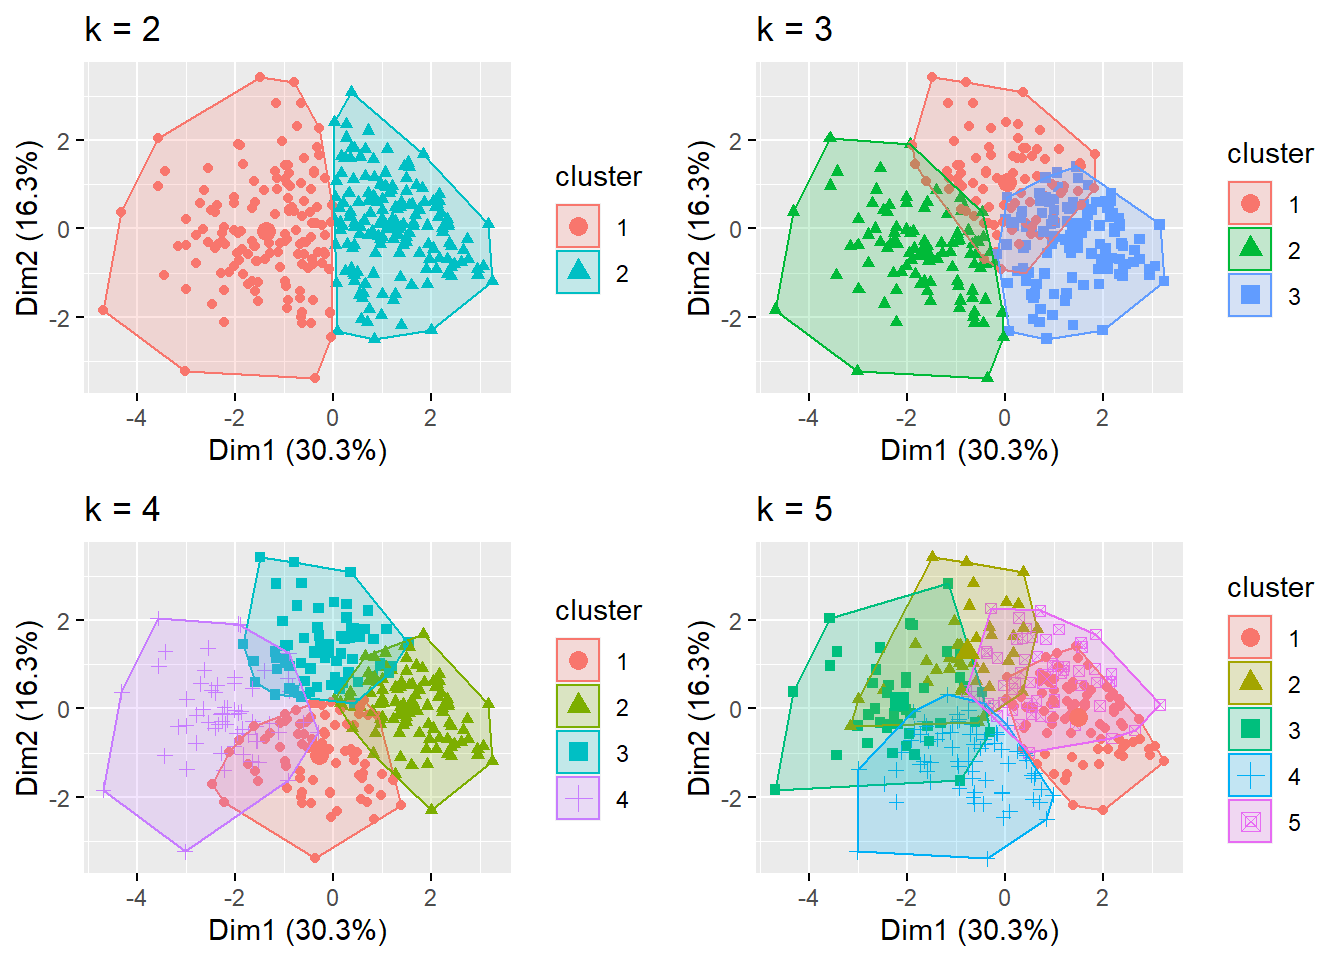 k = 2
2
0
-2
-4
-2
0
2
Dim1 (30.3%)
Dim2 (16.3%)
cluster
1
2
k = 3
2
0
-2
-4
-2
0
2
Dim1 (30.3%)
Dim2 (16.3%)
cluster
1
2
3
k = 4
2
0
-2
-4
-2
0
2
Dim1 (30.3%)
Dim2 (16.3%)
cluster
1
2
3
4
k = 5
2
0
-2
-4
-2
0
2
Dim1 (30.3%)
Dim2 (16.3%)
cluster
1
2
3
4
5